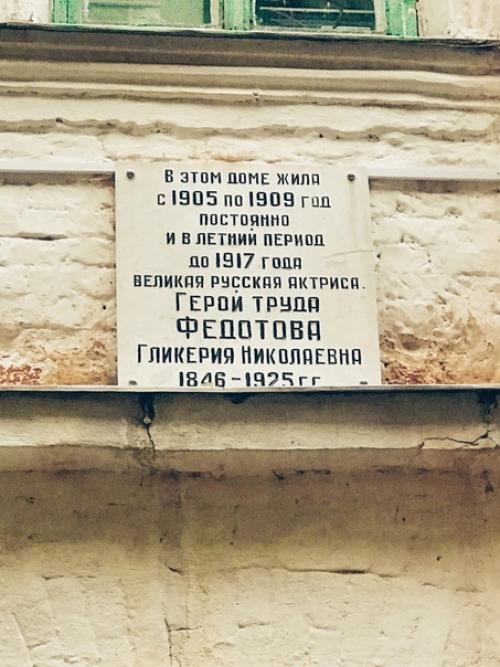 В ЭТОМ ДОМЕ ЖИЛА
С 1905 ПО 1909 ГОД
ПОСТОЯННО
И В ЛЕТНИЙ ПЕРИОД
ДО 1917 ГОДА
ВЕЛИКАЯ РУССКАЯ АКТРИСА.
ГЕРОЙ ТРУДА
ФЕДОТОВА
ГЛИКЕРИЯ НИКОЛАЕВНА
1846-1925 г.г.